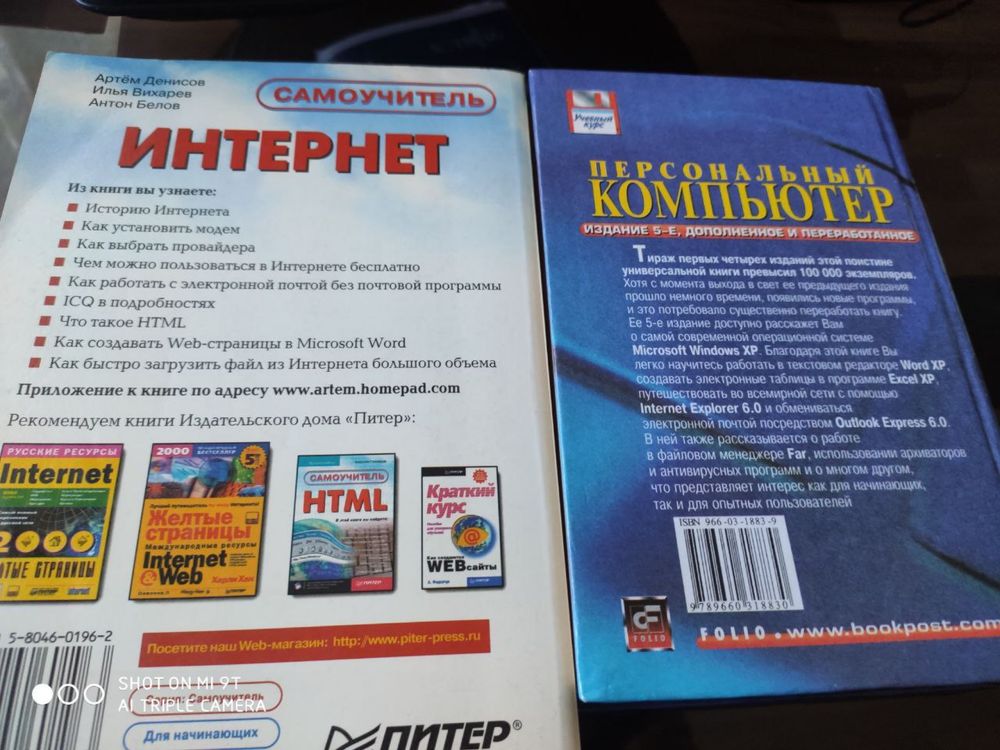 Артём Денисов
Илья Вихарев
Антон Белов
САМОУЧИТЕЛЬ
ИНТЕРНЕТ
Из книги вы узнаете:
Историю Интернета
Как установить модем
Как выбрать провайдера
Чем можно пользоваться в Интернете бесплатно
Как работать с электронной почтой без почтовой программы
ICQ в подробностях
Что такое HTML
Как создавать Web-страницы в Microsoft Word
Как быстро загрузить файл из Интернета большого объема
Приложение к книге по адресу www.artem.homepad.com
Рекомендуем книги Издательского дома «Питер»:
РУССКИЕ РЕСУРСЫ
Internet
2000
Желтые
страницы
Международные ресурсы
Internet
& Web
Харли Хан
САМОУЧИТЕЛЬ
HTML
ПИТЕР
Краткий
курс
Как создаются
WEB сайты
5-8046-0196-2
Посетите наш Web-магазин: http://www.piter-press.ru
Серия: Самоучитель
Для начинающих
ПИТЕР®
SHOT ON MI 9T
AI TRIPLE CAMERA
Учебный
курс
ПЕРСОНАЛЬНЫЙ
КОМПЬЮТЕР
ИЗДАНИЕ 5-Е, ДОПОЛНЕННОЕ И ПЕРЕРАБОТАННОЕ
Тираж первых четырех изданий этой поистине
универсальной книги превысил 100 000 экземпляров.
Хотя с момента выхода в свет ее предыдущего издания
прошло немного времени, появились новые программы,
и это потребовало существенно переработать книгу.
Ее 5-е издание доступно расскажет Вам
о самой современной операционной системе
Microsoft Windows XP. Благодаря этой книге Вы
легко научитесь работать в текстовом редакторе Word XP,
создавать электронные таблицы в программе Excel XP,
путешествовать во всемирной сети с помощью
Internet Explorer 6.0 и обмениваться
электронной почтой посредством Outlook Express 6.0.
В ней также рассказывается о работе
в файловом менеджере Far, использовании архиваторов
и антивирусных программ и о многом другом,
что представляет интерес как для начинающих,
так и для опытных пользователей
ISBN 966-03-1883-9
9789660318830
FOLIO
FOLIO • www.bookpost.com